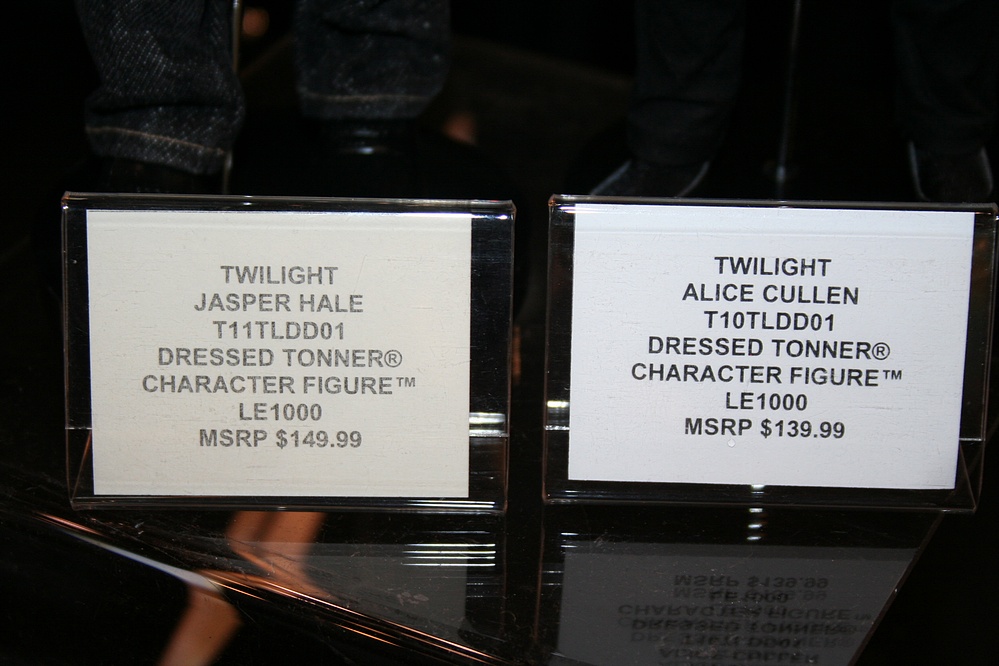 TWILIGHT
JASPER HALE
T11TLDD01
DRESSED TONNER®
CHARACTER FIGURE™
LE1000
MSRP $149.99
TWILIGHT
ALICE CULLEN
T10TLDD01
DRESSED TONNER®
CHARACTER FIGURE™
LE1000
MSRP $139.99